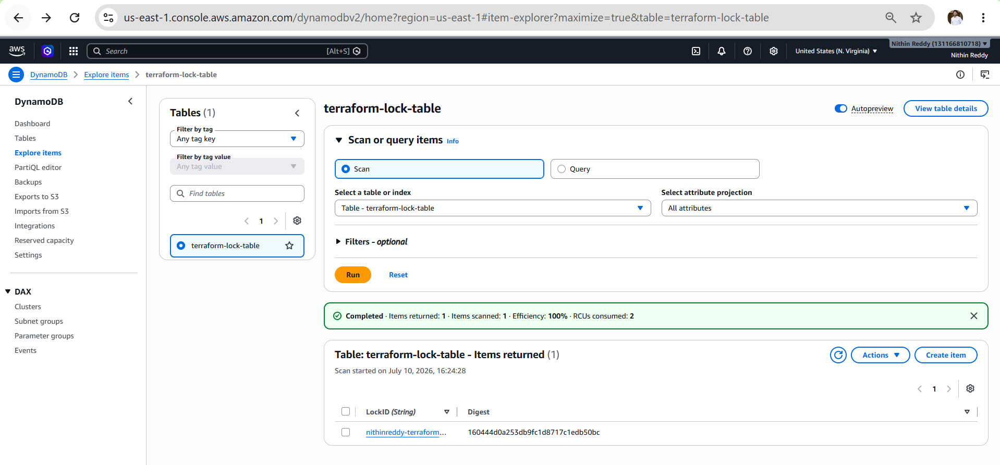 us-east-1.console.aws.amazon.com/dynamodbv2/home?region=us-east-1#item-explorer?maximize=true&table=terraform-lock-table
aws
Search
[Alt+S]
United States (N. Virginia)
Nithin Reddy (131166810718)
Nithin Reddy
DynamoDB
Explore items
terraform-lock-table
DynamoDB
Dashboard
Tables
Explore items
PartiQL editor
Backups
Exports to S3
Imports from S3
Integrations
Reserved capacity
Settings
DAX
Clusters
Subnet groups
Parameter groups
Events
Tables (1)
Filter by tag
Any tag key
Filter by tag value
Any tag value
Find tables
1
terraform-lock-table
terraform-lock-table
Autopreview
View table details
Scan or query items Info
Scan
Query
Select a table or index
Table - terraform-lock-table
Select attribute projection
All attributes
Filters - optional
Run
Reset
Completed · Items returned: 1 · Items scanned: 1 · Efficiency: 100% · RCUs consumed: 2
Table: terraform-lock-table - Items returned (1)
Scan started on July 10, 2026, 16:24:28
Actions
Create item
1
LockID (String)
Digest
nithinreddy-terraform...
160444d0a253db9fc1d8717c1edb50bc